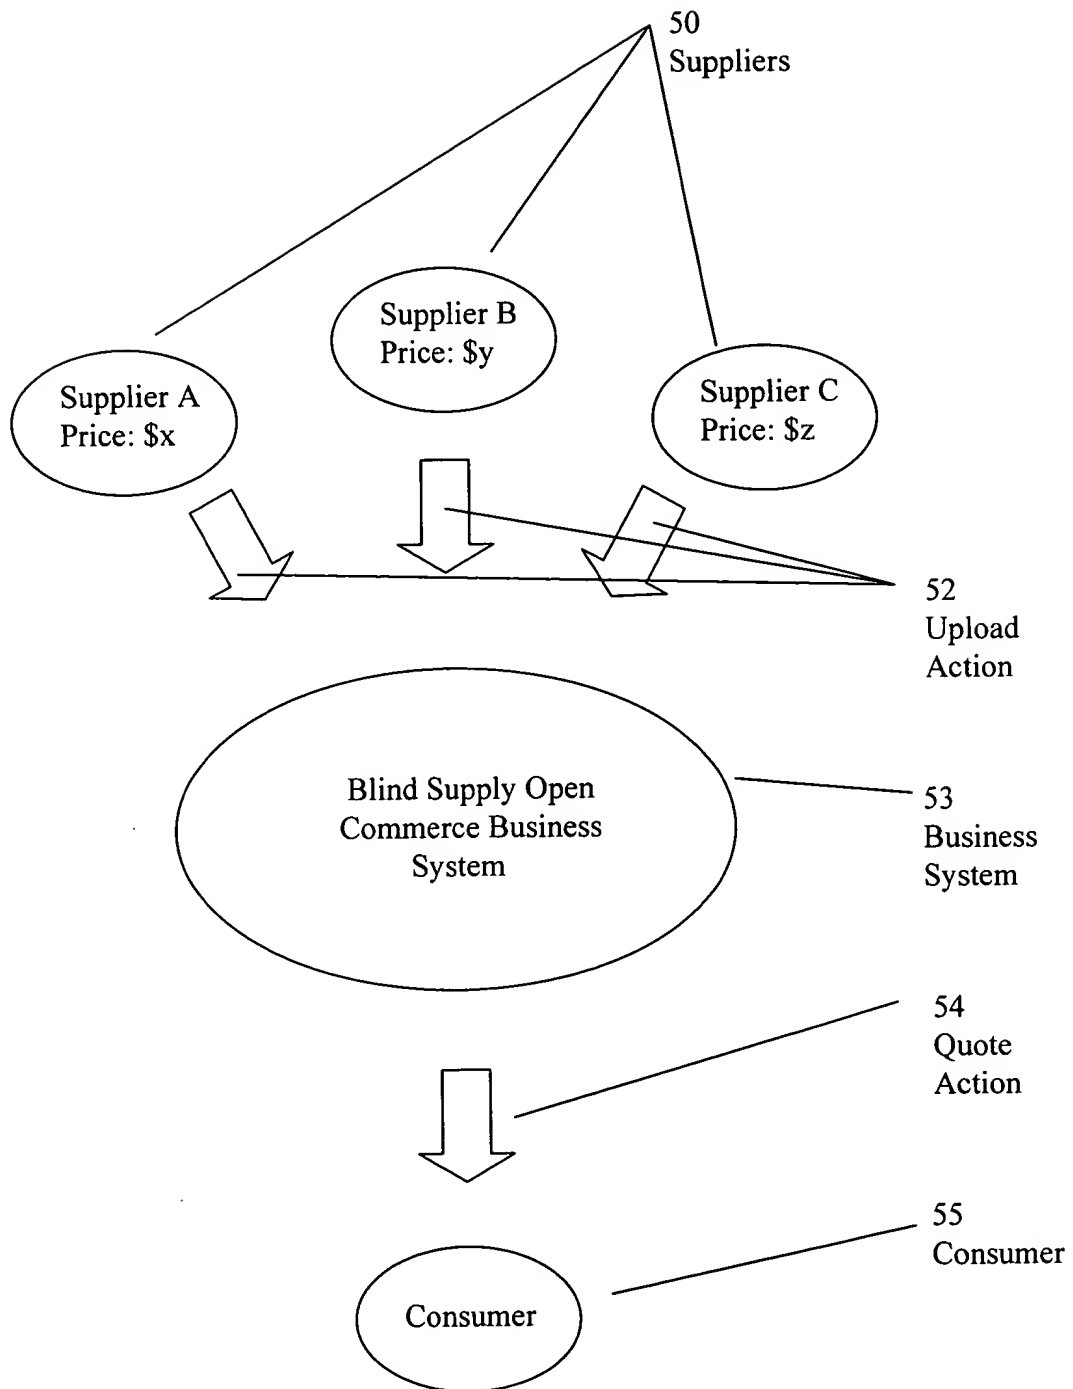 50
Suppliers
Supplier B
Price: $y
Supplier A
Price: $x
Supplier C
Price: $z
52
Upload
Action
Blind Supply Open
Commerce Business
System
53
Business
System
54
Quote
Action
55
Consumer
Consumer